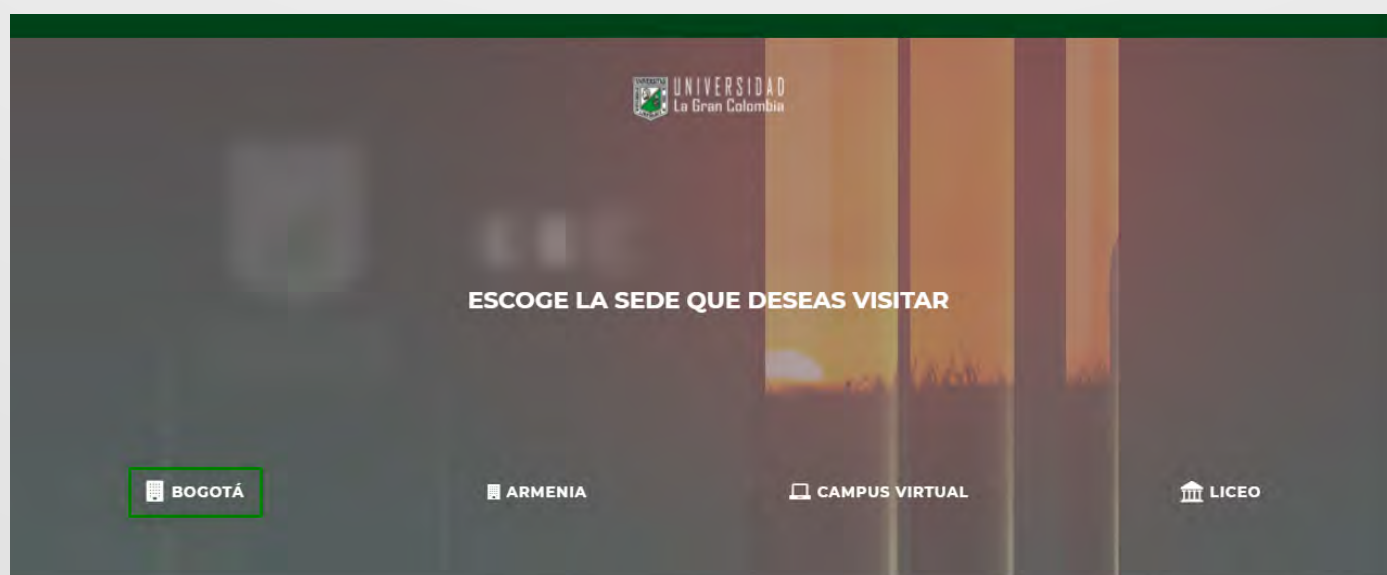 UNIVERSIDAD
La Gran Colombia
ESCOGE LA SEDE QUE DESEAS VISITAR
BOGOTÁ
ARMENIA
CAMPUS VIRTUAL
LICEO